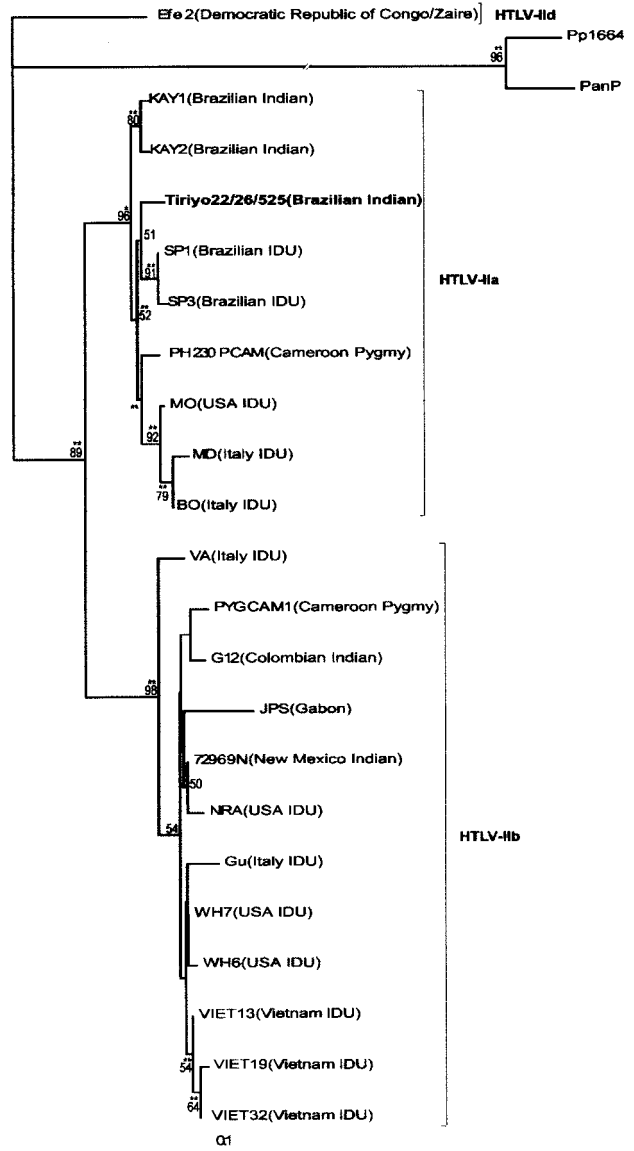 Efe2(Democratic Republic of Congo/Zaire) HTLV-IId
Pp1664
**
96
PanP
KAY1(Brazilian Indian)
**
80
KAY2(Brazilian Indian)
Tiriyo22/26/525(Brazilian Indian)
*
96
51
SP1(Brazilian IDU)
**
91
HTLV-IIa
SP3(Brazilian IDU)
**
52
PH230 PCAM(Cameroon Pygmy)
MO(USA IDU)
**
**
92
**
89
MD(Italy IDU)
**
79
BO(Italy IDU)
VA(Italy IDU)
PYGCAM1(Cameroon Pygmy)
G12(Colombian Indian)
**
98
JPS(Gabon)
72969N(New Mexico Indian)
50
NRA(USA IDU)
54
HTLV-IIb
Gu(Italy IDU)
WH7(USA IDU)
WH6(USA IDU)
VIET13(Vietnam IDU)
**
54
VIET19(Vietnam IDU)
**
64
VIET32(Vietnam IDU)
0.1